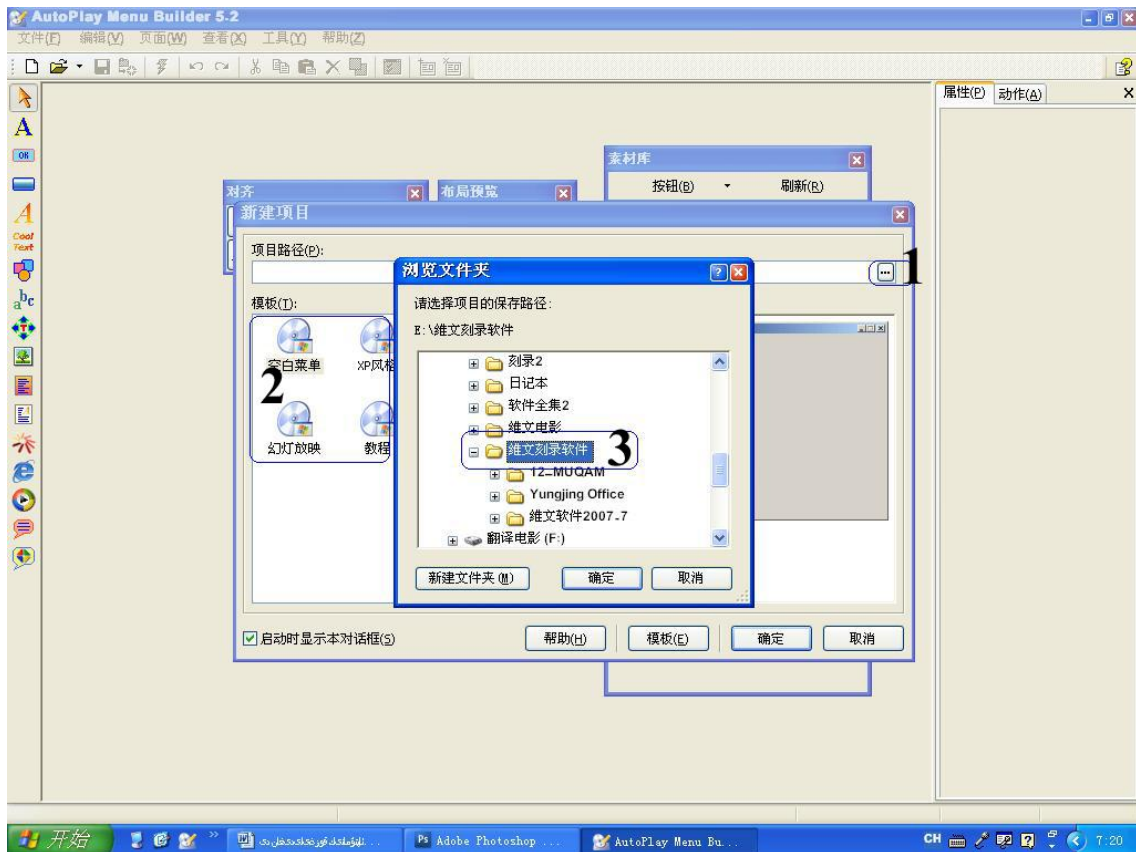 AutoPlay Menu Builder 5.2
文件(F) 编辑(V) 页面(W) 查看(X) 工具(Y) 帮助(Z)
属性(P) 动作(A)
A
OK
A
Cool Text
abc
素材库
按钮(B) 刷新(R)
对齐
布局预览
新建项目
项目路径(P):
1
模板(T):
空白菜单 XP风格
2
幻灯放映 教程
浏览文件夹
请选择项目的保存路径:
E:\维文刻录软件
刻录2
日记本
软件全集2
维文电影
维文刻录软件
3
12_MUQAM
Yungjing Office
维文软件2007-7
翻译电影 (F:)
新建文件夹(M) 确定 取消
启动时显示本对话框(S)
帮助(H) 模板(E) 确定 取消
开始
Adobe Photoshop ...
AutoPlay Menu Bu...
CH
7:20